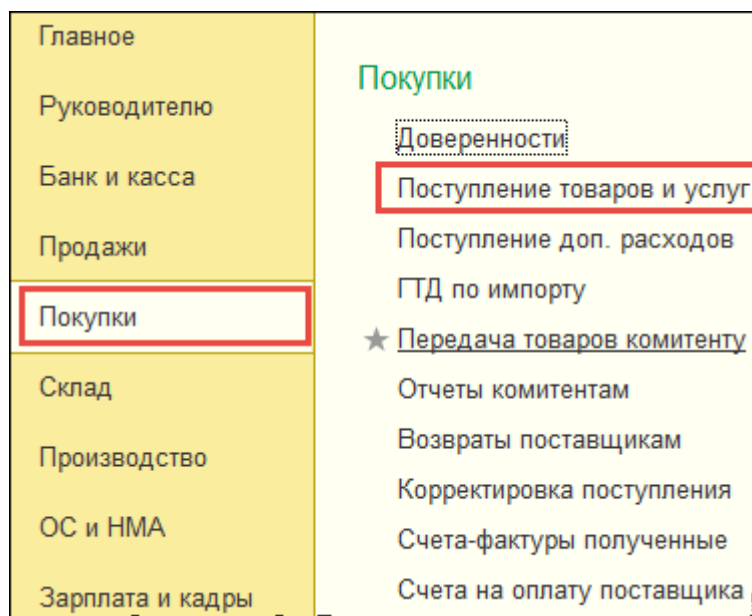 Главное
Руководителю
Банк и касса
Продажи
Покупки
Склад
Производство
ОС и НМА
Зарплата и кадры
Покупки
Доверенности
Поступление товаров и услуг
Поступление доп. расходов
ГТД по импорту
Передача товаров комитенту
Отчеты комитентам
Возвраты поставщикам
Корректировка поступления
Счета-фактуры полученные
Счета на оплату поставщика